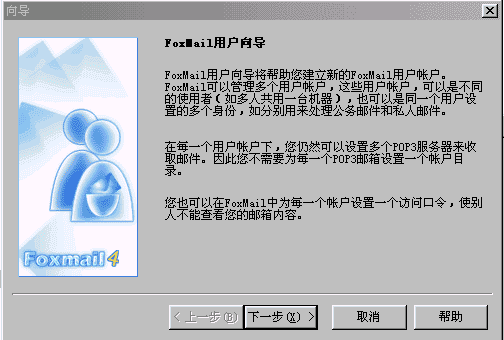 向导
FoxMail用户向导
FoxMail用户向导将帮助您建立新的FoxMail用户帐户。
FoxMail可以管理多个用户帐户，这些用户帐户，可以是不同
的使用者（如多人共用一台机器），也可以是同一个用户设
置的多个身份，如分别用来处理公务邮件和私人邮件。
在每一个用户帐户下，您仍然可以设置多个POP3服务器来收
取邮件。因此您不需要为每一个POP3邮箱设置一个帐户目
录。
您也可以在FoxMail中为每一个帐户设置一个访问口令，使别
人不能查看您的邮箱内容。
Foxmail 4
< 上一步(B) 下一步(X) > 取消 帮助